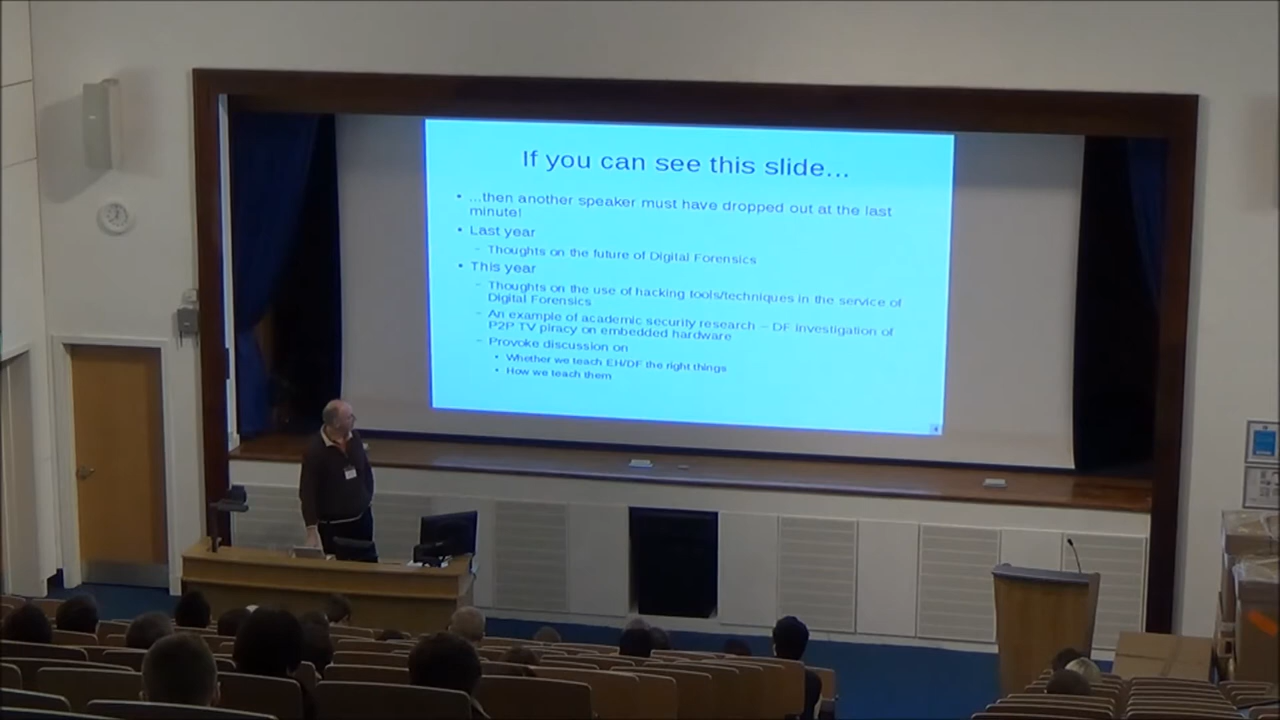 If you can see this slide...
• ...then another speaker must have dropped out at the last
minute!
• Last year
– Thoughts on the future of Digital Forensics
• This year
– Thoughts on the use of hacking tools/techniques in the service of
Digital Forensics
– An example of academic security research – DF investigation of
P2P TV piracy on embedded hardware
– Provoke discussion on
• Whether we teach EH/DF the right things
• How we teach them